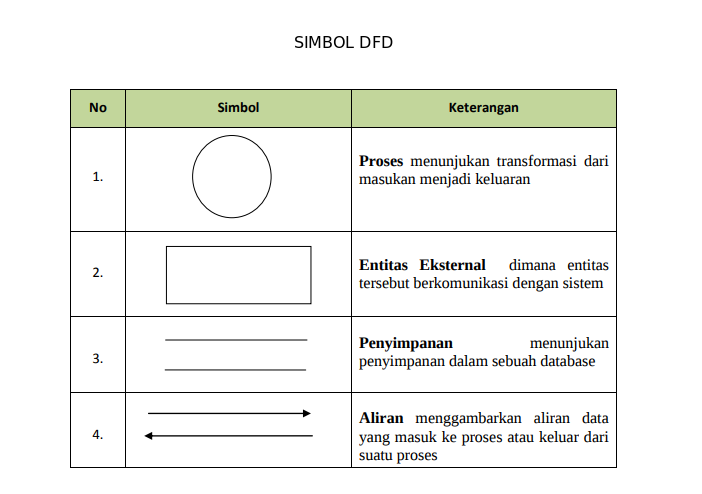 SIMBOL DFD
No Simbol Keterangan
1.
Proses menunjukan transformasi dari
masukan menjadi keluaran
2.
Entitas Eksternal dimana entitas
tersebut berkomunikasi dengan sistem
3.
Penyimpanan menunjukan
penyimpanan dalam sebuah database
4.
Aliran menggambarkan aliran data
yang masuk ke proses atau keluar dari
suatu proses